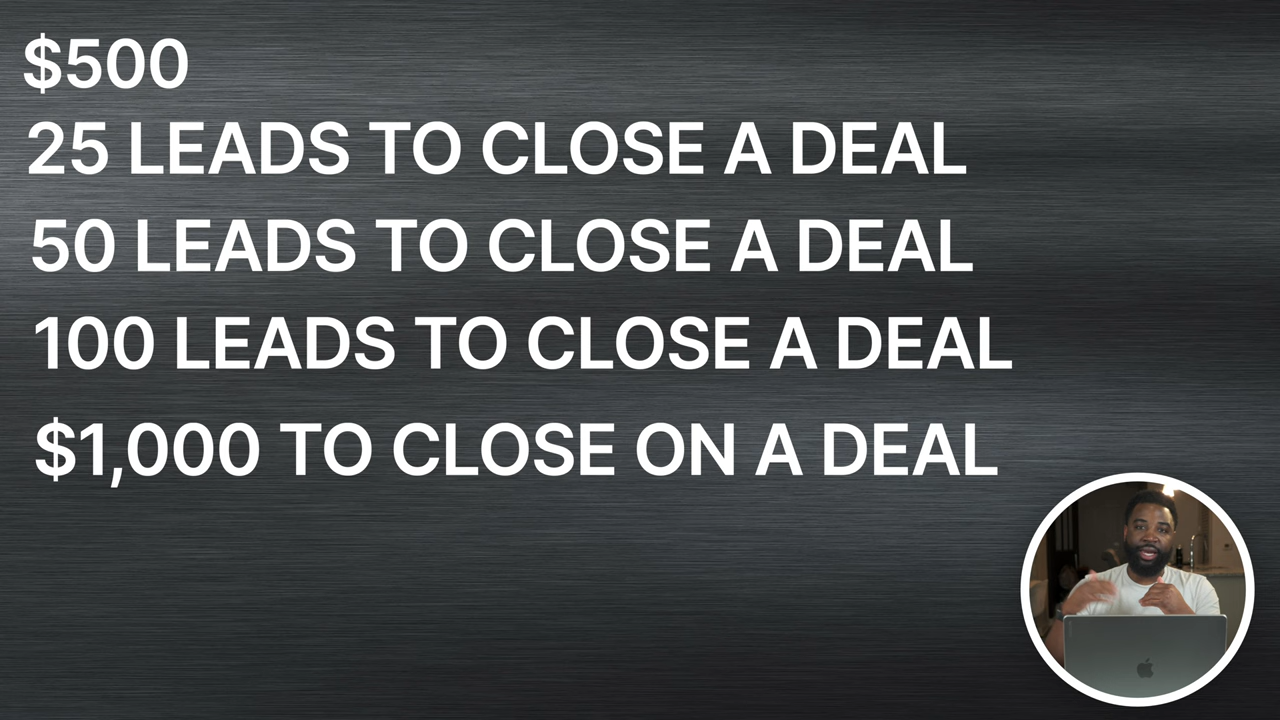 $500
25 LEADS TO CLOSE A DEAL
50 LEADS TO CLOSE A DEAL
100 LEADS TO CLOSE A DEAL
$1,000 TO CLOSE ON A DEAL